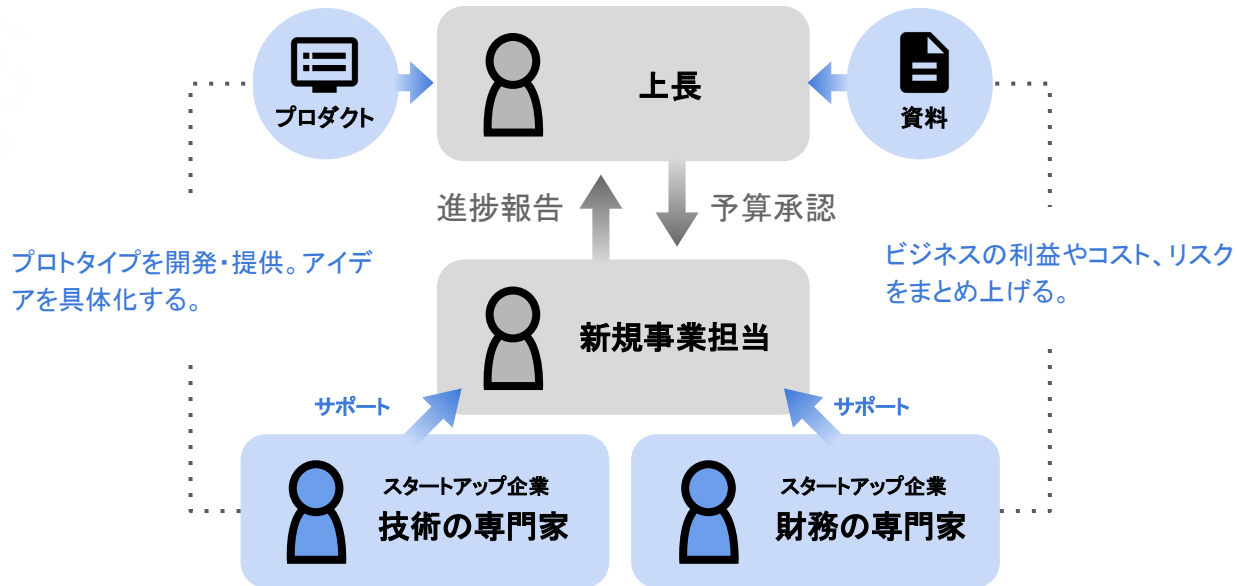 プロダクト
上長
資料
進捗報告
予算承認
プロトタイプを開発・提供。アイデ
アを具体化する。
ビジネスの利益やコスト、リスク
をまとめ上げる。
新規事業担当
サポート
サポート
スタートアップ企業
技術の専門家
スタートアップ企業
財務の専門家